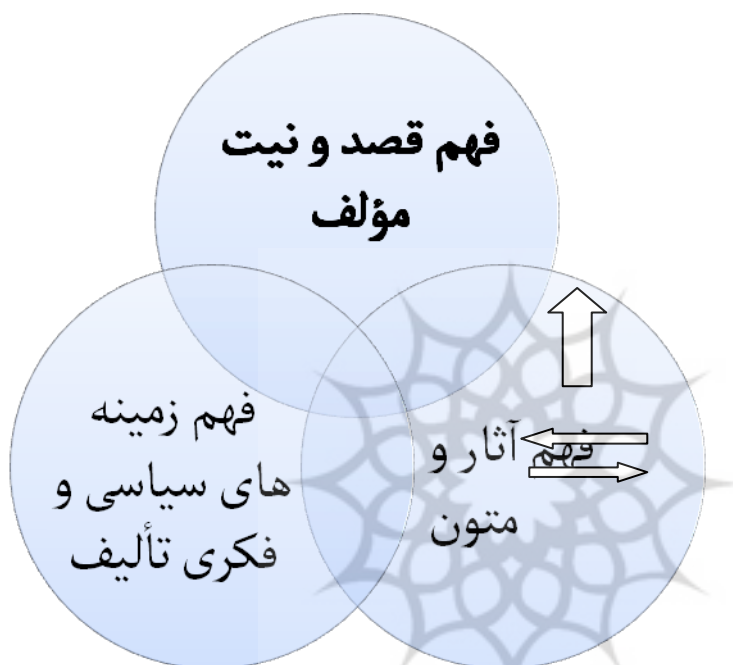 فهم قصد و نیت
مؤلف
فهم آثار و
متون
فهم زمینه
های سیاسی و
فکری تألیف